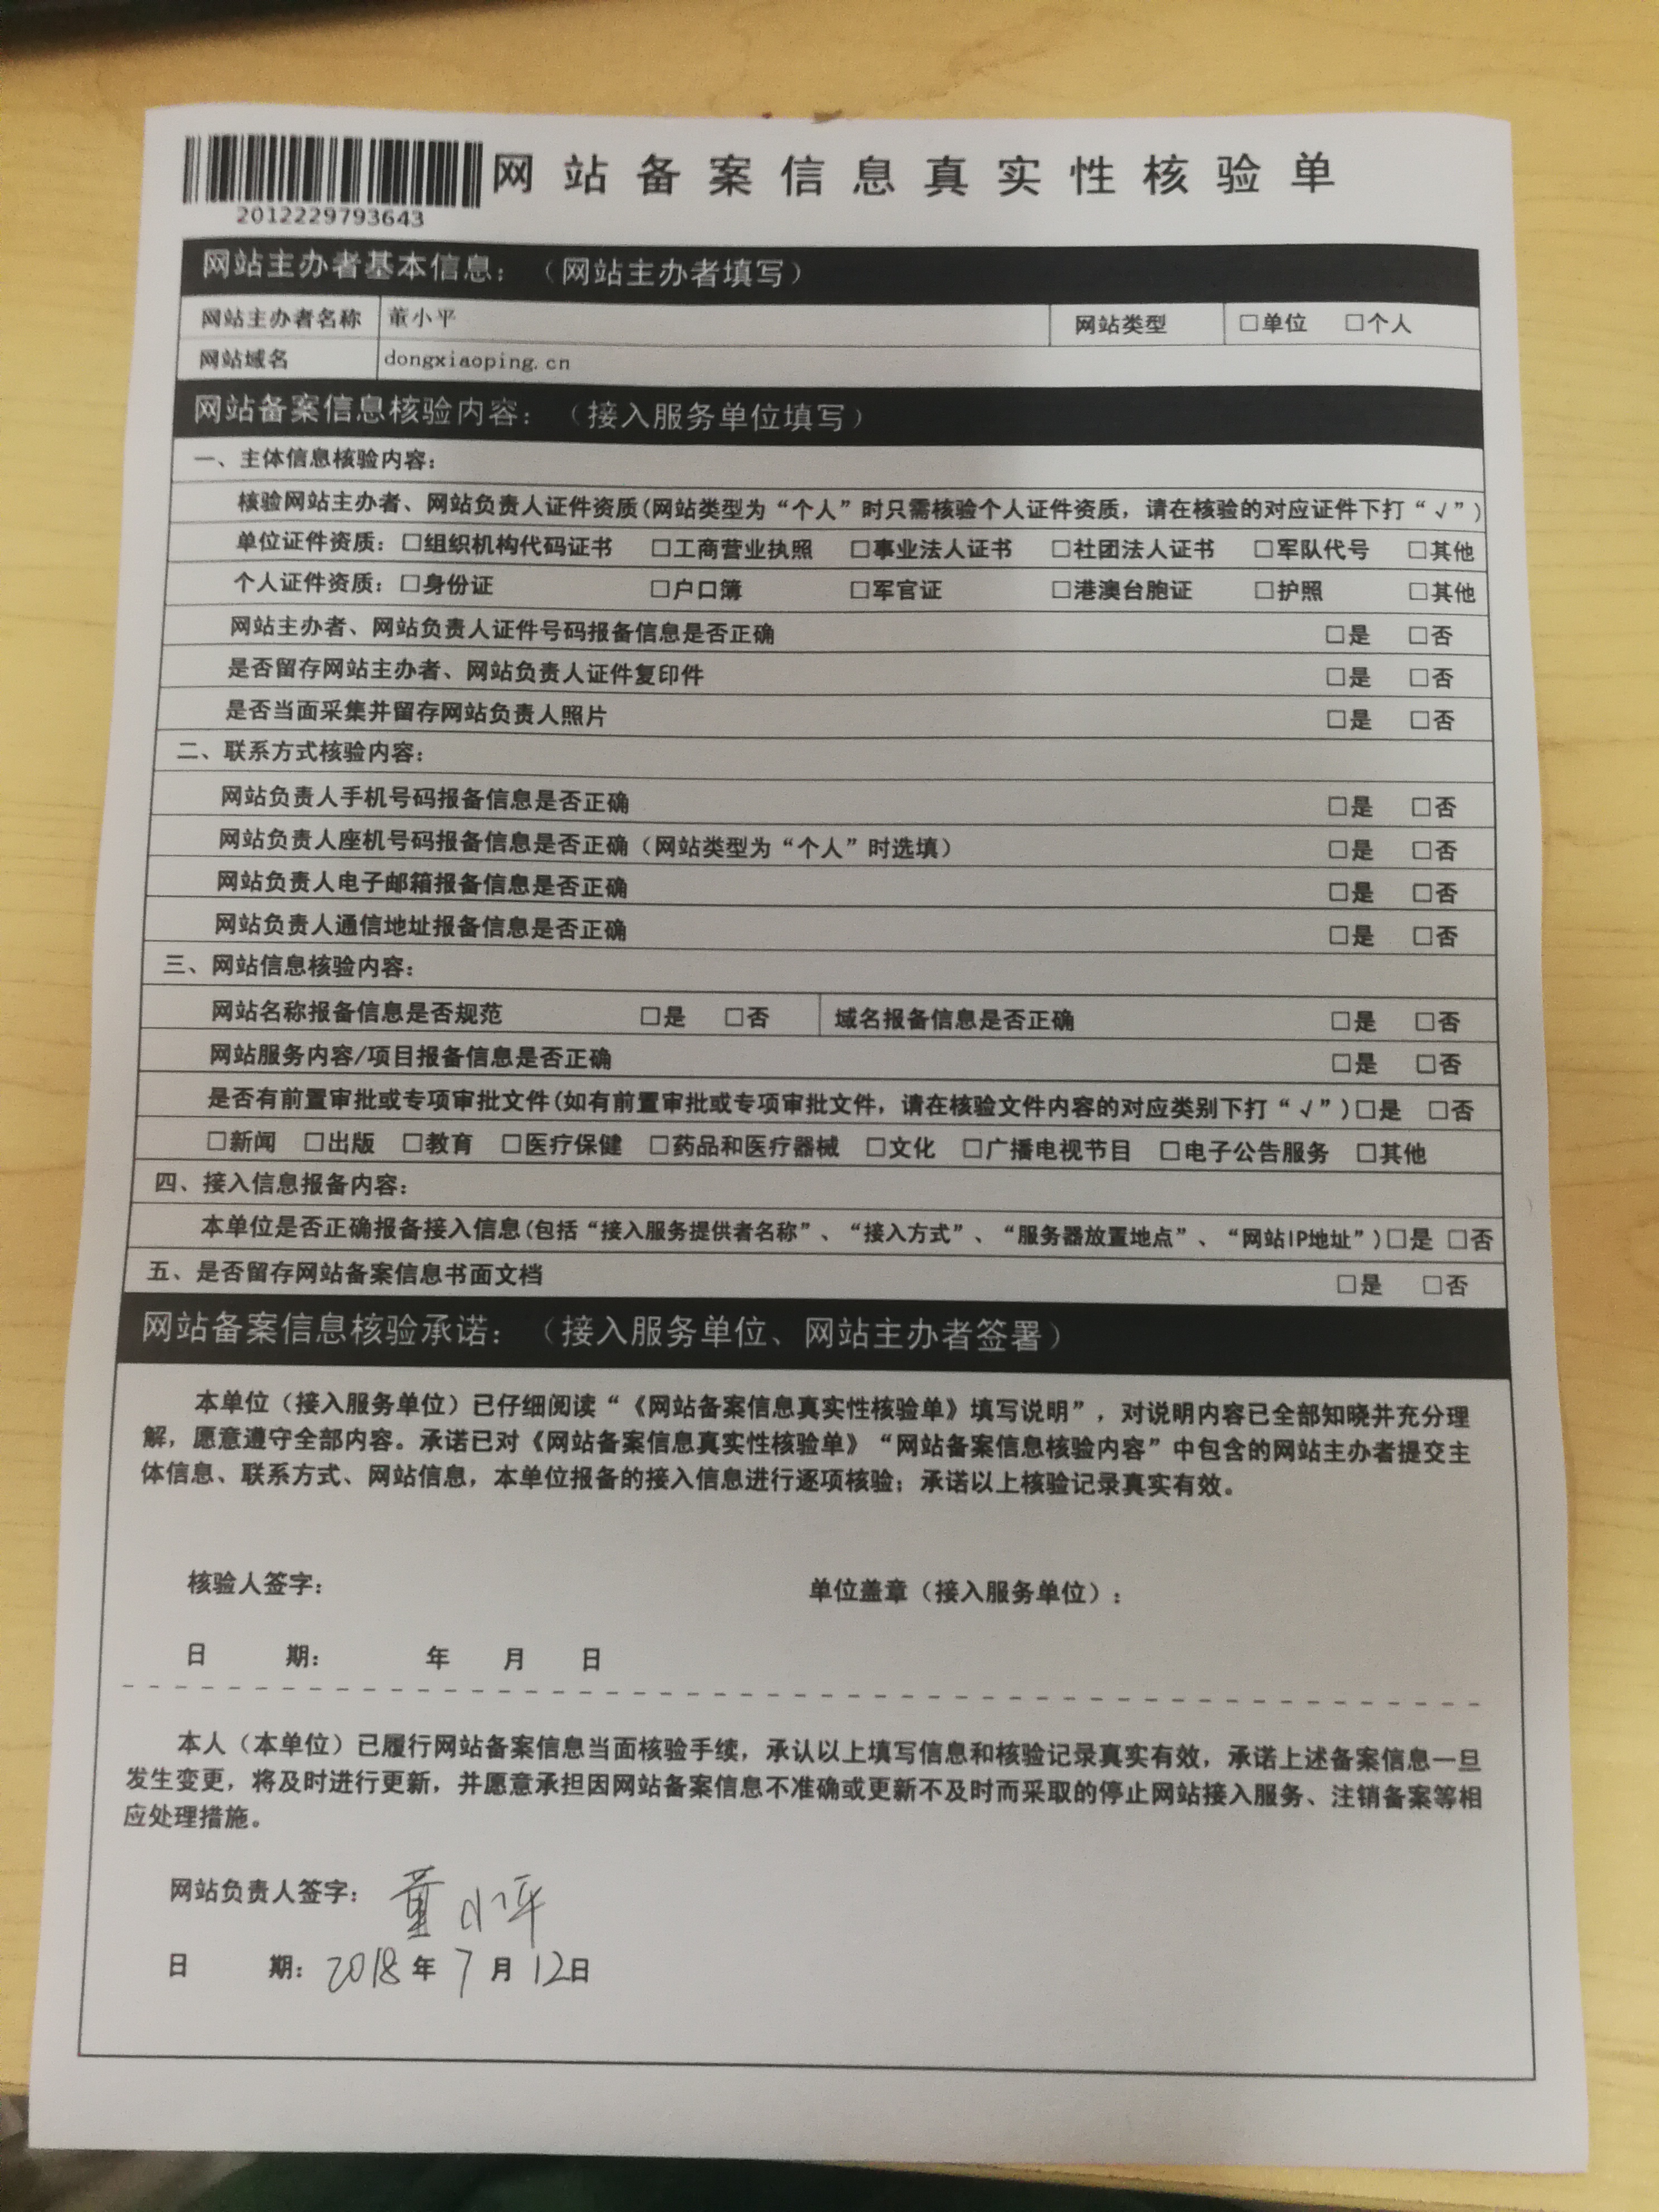 网站备案信息真实性核验单
2012229793643
网站主办者基本信息：（网站主办者填写）
网站主办者名称 董小平 网站类型 □单位 □个人
网站域名 dongxiaoping.cn
网站备案信息核验内容：（接入服务单位填写）
一、主体信息核验内容：
核验网站主办者、网站负责人证件资质(网站类型为“个人”时只需核验个人证件资质，请在核验的对应证件下打“√”)
单位证件资质：□组织机构代码证书 □工商营业执照 □事业法人证书 □社团法人证书 □军队代号 □其他
个人证件资质：□身份证 □户口簿 □军官证 □港澳台胞证 □护照 □其他
网站主办者、网站负责人证件号码报备信息是否正确 □是 □否
是否留存网站主办者、网站负责人证件复印件 □是 □否
是否当面采集并留存网站负责人照片 □是 □否
二、联系方式核验内容：
网站负责人手机号码报备信息是否正确 □是 □否
网站负责人座机号码报备信息是否正确（网站类型为“个人”时选填） □是 □否
网站负责人电子邮箱报备信息是否正确 □是 □否
网站负责人通信地址报备信息是否正确 □是 □否
三、网站信息核验内容：
网站名称报备信息是否规范 □是 □否 域名报备信息是否正确 □是 □否
网站服务内容/项目报备信息是否正确 □是 □否
是否有前置审批或专项审批文件(如有前置审批或专项审批文件，请在核验文件内容的对应类别下打“√”)□是 □否
□新闻 □出版 □教育 □医疗保健 □药品和医疗器械 □文化 □广播电视节目 □电子公告服务 □其他
四、接入信息报备内容：
本单位是否正确报备接入信息(包括“接入服务提供者名称”、“接入方式”、“服务器放置地点”、“网站IP地址”)□是 □否
五、是否留存网站备案信息书面文档 □是 □否
网站备案信息核验承诺：（接入服务单位、网站主办者签署）
本单位（接入服务单位）已仔细阅读“《网站备案信息真实性核验单》填写说明”，对说明内容已全部知晓并充分理
解，愿意遵守全部内容。承诺已对《网站备案信息真实性核验单》“网站备案信息核验内容”中包含的网站主办者提交主
体信息、联系方式、网站信息，本单位报备的接入信息进行逐项核验；承诺以上核验记录真实有效。
核验人签字： 单位盖章（接入服务单位）：
日 期： 年 月 日
本人（本单位）已履行网站备案信息当面核验手续，承认以上填写信息和核验记录真实有效，承诺上述备案信息一旦
发生变更，将及时进行更新，并愿意承担因网站备案信息不准确或更新不及时而采取的停止网站接入服务、注销备案等相
应处理措施。
网站负责人签字： 董小平
日 期：2018年7月12日